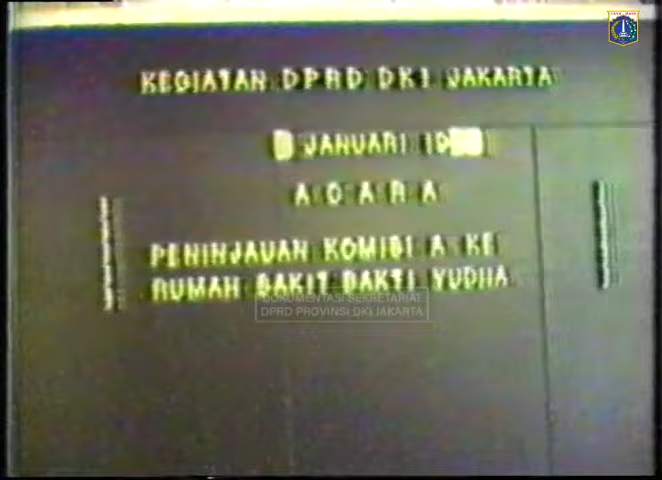 KEGIATAN DPRD DKI JAKARTA
JANUARI 19
ACARA
PENINJAUAN KOMISI A KE
RUMAH SAKIT BAKTI YUDHA
DOKUMENTASI SEKRETARIAT
DPRD PROVINSI DKI JAKARTA